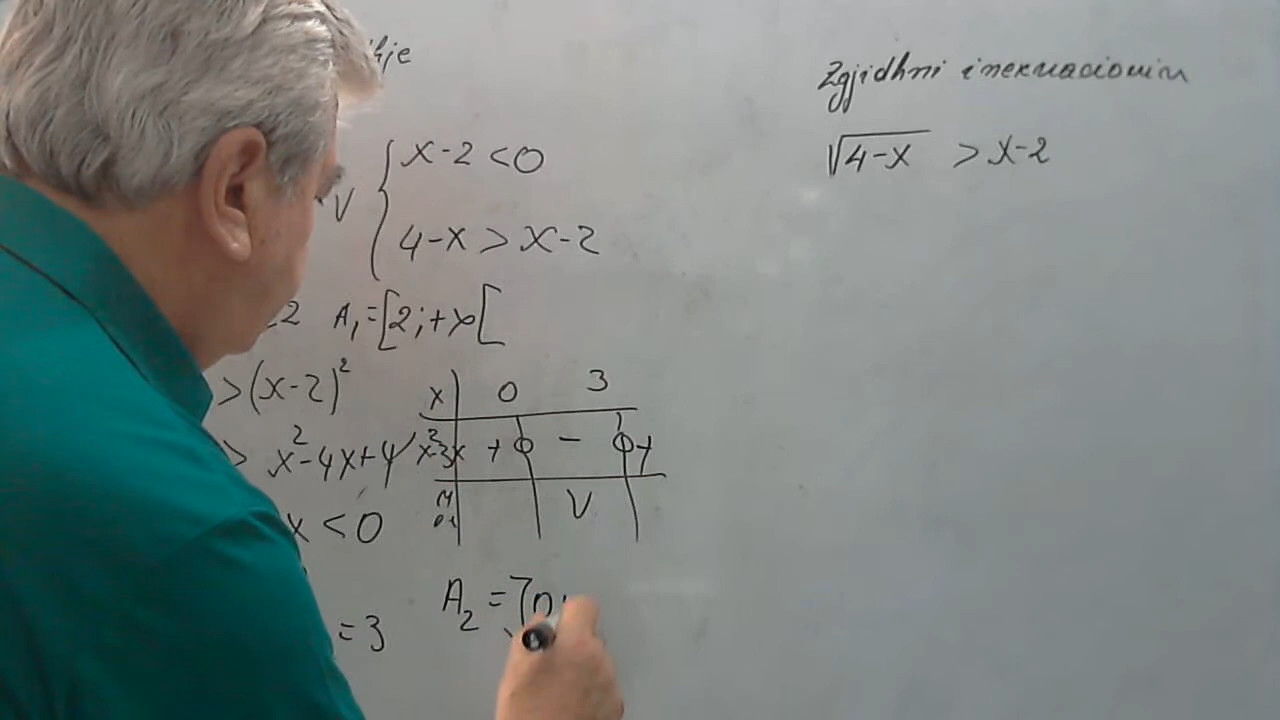 Zgjidhni inekuacionin
√4-x > x-2
V { x-2 < 0
4-x > x-2
A₁ = [2; +∞[
> (x-2)²
> x²-4x+4
x < 0
= 3
x | 0 3
x²-3x | + 0 - 0 +
| V |
A₂ = ]0;